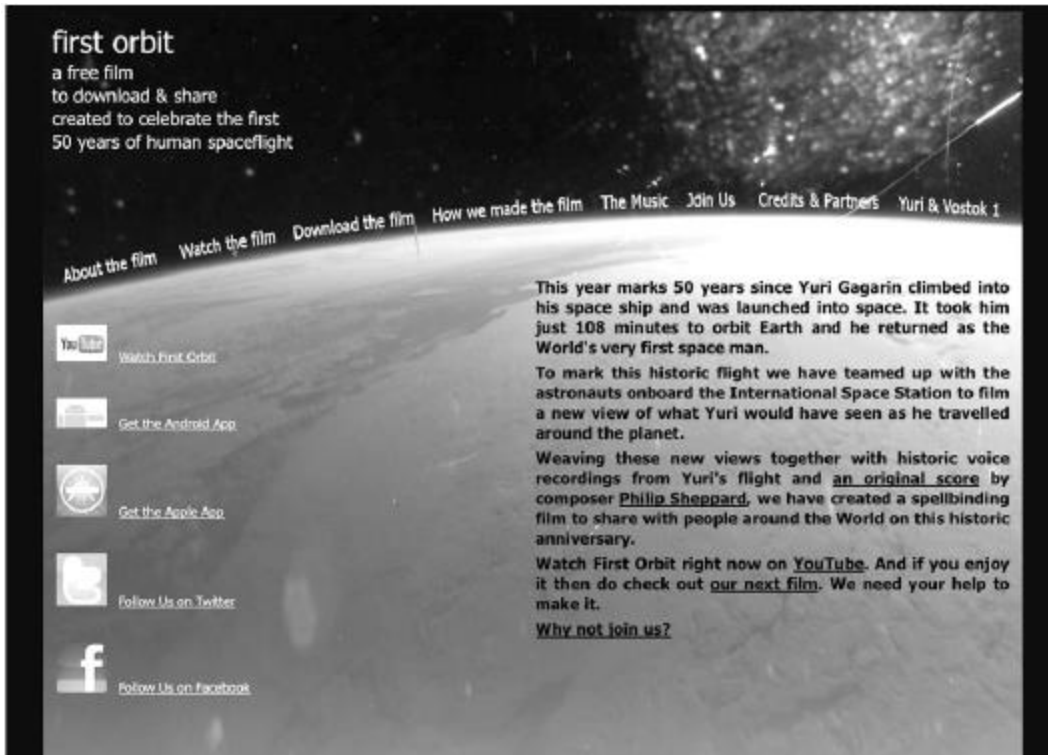 first orbit
a free film
to download & share
created to celebrate the first
50 years of human spaceflight
About the film
Watch the film
Download the film
How we made the film
The Music
Join Us
Credits & Partners
Yuri & Vostok 1
You Tube
Watch First Orbit
Get the Android App
Get the Apple App
Follow Us on Twitter
Follow Us on Facebook
This year marks 50 years since Yuri Gagarin climbed into
his space ship and was launched into space. It took him
just 108 minutes to orbit Earth and he returned as the
World's very first space man.
To mark this historic flight we have teamed up with the
astronauts onboard the International Space Station to film
a new view of what Yuri would have seen as he travelled
around the planet.
Weaving these new views together with historic voice
recordings from Yuri's flight and an original score by
composer Philip Sheppard, we have created a spellbinding
film to share with people around the World on this historic
anniversary.
Watch First Orbit right now on YouTube. And if you enjoy
it then do check out our next film. We need your help to
make it.
Why not join us?